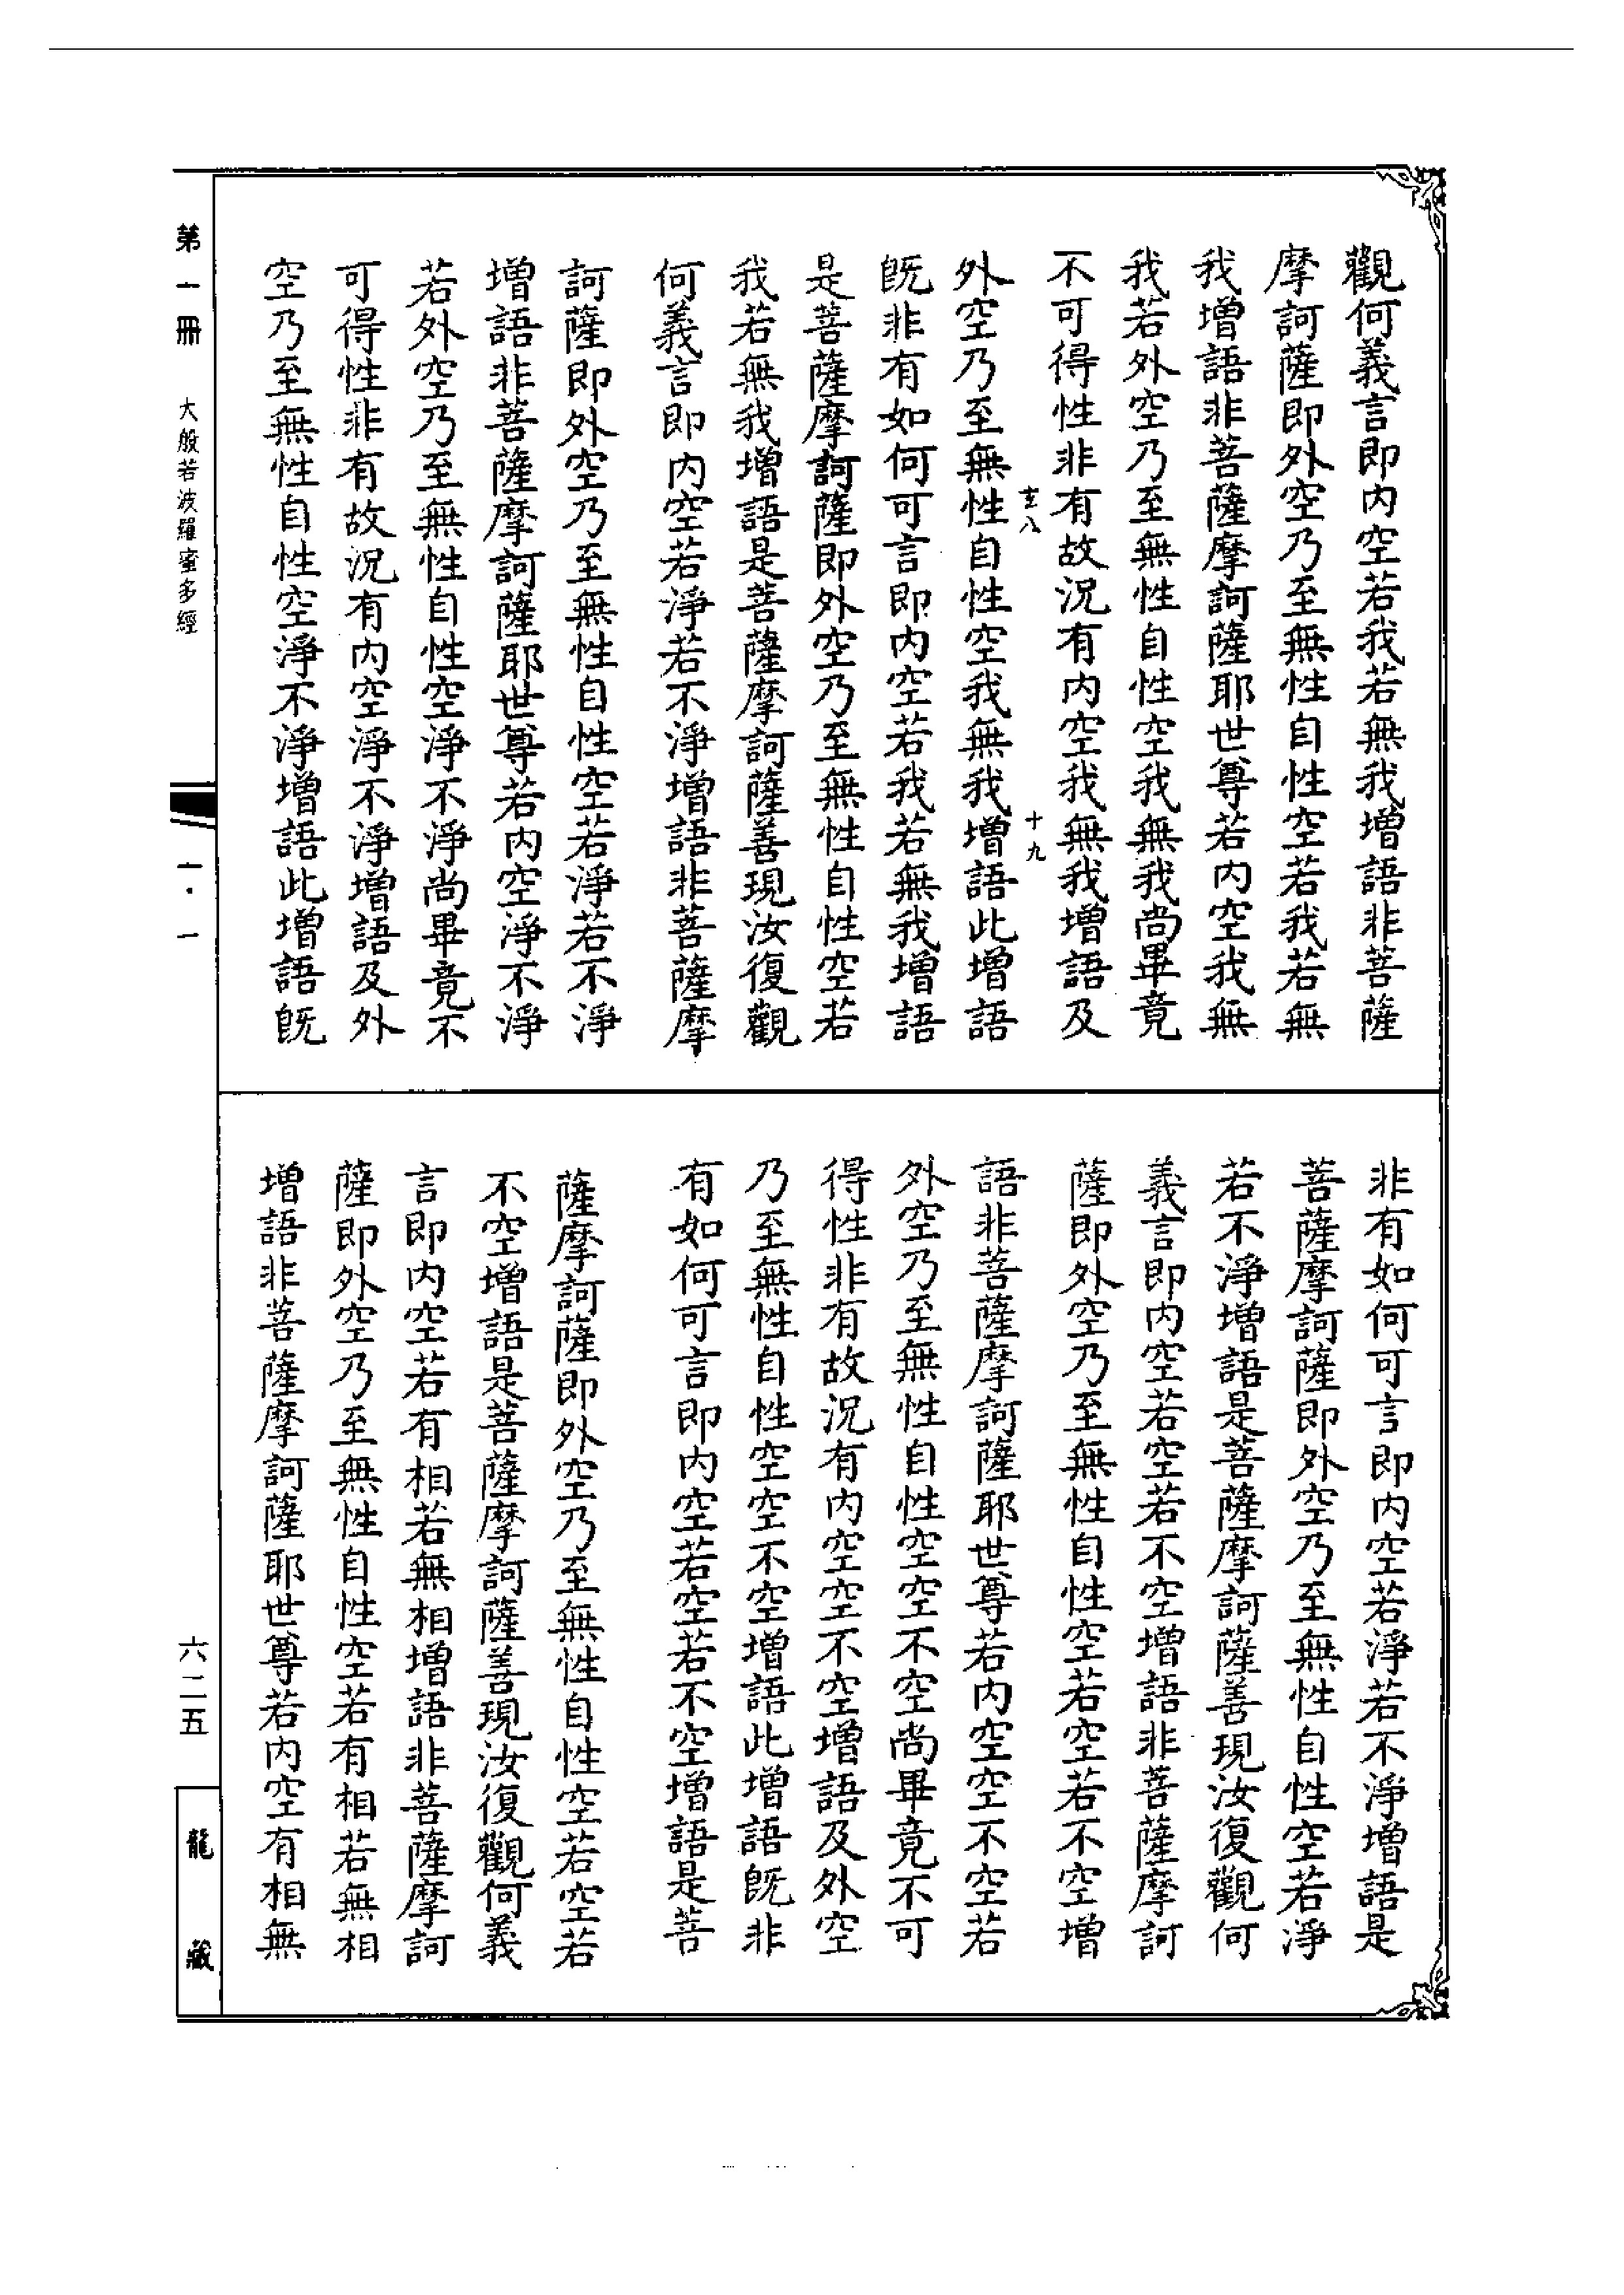 觀何義言即内空若我若無我增語非菩薩
摩訶薩即外空乃至無性自性空若我若無
我增語非菩薩摩訶薩耶世尊若内空我無
我若外空乃至無性自性空我無我尚畢竟
不可得性非有故況有内空我無我增語及
玄八
十九
外空乃至無性自性空我無我增語此增語
既非有如何可言即内空若我若無我增語
是菩薩摩訶薩即外空乃至無性自性空若
我若無我增語是菩薩摩訶薩善現汝復觀
何義言即内空若淨若不淨增語非菩薩摩
訶薩即外空乃至無性自性空若淨若不淨
增語非菩薩摩訶薩耶世尊若内空淨不淨
若外空乃至無性自性空淨不淨尚畢竟不
可得性非有故況有内空淨不淨增語及外
空乃至無性自性空淨不淨增語此增語既
非有如何可言即内空若淨若不淨增語是
菩薩摩訶薩即外空乃至無性自性空若淨
若不淨增語是菩薩摩訶薩善現汝復觀何
義言即内空若空若不空增語非菩薩摩訶
薩即外空乃至無性自性空若空若不空增
語非菩薩摩訶薩耶世尊若内空空不空若
外空乃至無性自性空空不空尚畢竟不可
得性非有故況有内空空不空增語及外空
乃至無性自性空空不空增語此增語既非
有如何可言即内空若空若不空增語是菩
薩摩訶薩即外空乃至無性自性空若空若
不空增語是菩薩摩訶薩善現汝復觀何義
言即内空若有相若無相增語非菩薩摩訶
薩即外空乃至無性自性空若有相若無相
增語非菩薩摩訶薩耶世尊若内空有相無
第一冊 大般若波羅蜜多經 一·一
六二五
龍藏